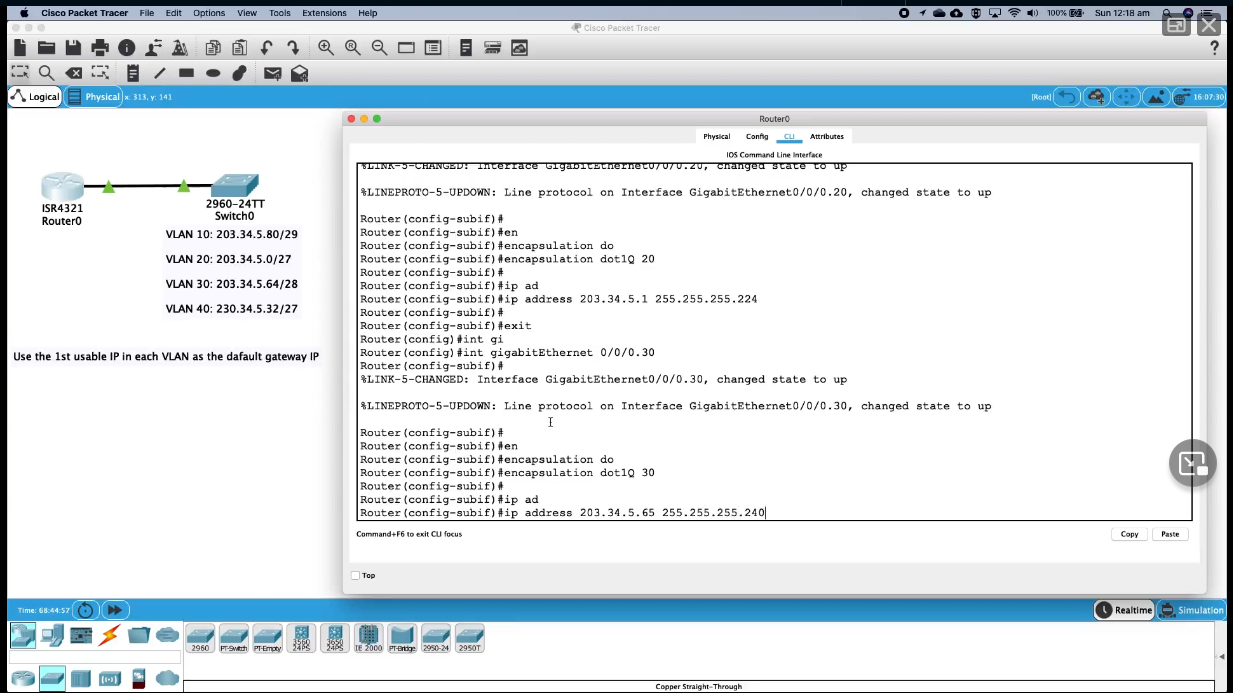 Cisco Packet Tracer File Edit Options View Tools Extensions Help 100% Sun 12:18 am
Cisco Packet Tracer
Logical Physical x: 313, y: 141 [Root] 16:07:30
Router0
Physical Config CLI Attributes
IOS Command Line Interface
%LINK-5-CHANGED: Interface GigabitEthernet0/0/0.20, changed state to up
%LINEPROTO-5-UPDOWN: Line protocol on Interface GigabitEthernet0/0/0.20, changed state to up
Router(config-subif)#
Router(config-subif)#en
Router(config-subif)#encapsulation do
Router(config-subif)#encapsulation dot1Q 20
Router(config-subif)#
Router(config-subif)#ip ad
Router(config-subif)#ip address 203.34.5.1 255.255.255.224
Router(config-subif)#
Router(config-subif)#exit
Router(config)#int gi
Router(config)#int gigabitEthernet 0/0/0.30
Router(config-subif)#
%LINK-5-CHANGED: Interface GigabitEthernet0/0/0.30, changed state to up
%LINEPROTO-5-UPDOWN: Line protocol on Interface GigabitEthernet0/0/0.30, changed state to up
Router(config-subif)#
Router(config-subif)#en
Router(config-subif)#encapsulation do
Router(config-subif)#encapsulation dot1Q 30
Router(config-subif)#
Router(config-subif)#ip ad
Router(config-subif)#ip address 203.34.5.65 255.255.255.240
Command+F6 to exit CLI focus
Copy Paste
Top
ISR4321
Router0
2960-24TT
Switch0
VLAN 10: 203.34.5.80/29
VLAN 20: 203.34.5.0/27
VLAN 30: 203.34.5.64/28
VLAN 40: 230.34.5.32/27
Use the 1st usable IP in each VLAN as the dafault gateway IP
Time: 68:44:57 Realtime Simulation
3560
24PS
3650
24PS
2960 PT-Switch PT-Empty IE 2000 PT-Bridge 2950-24 2950T
Copper Straight-Through